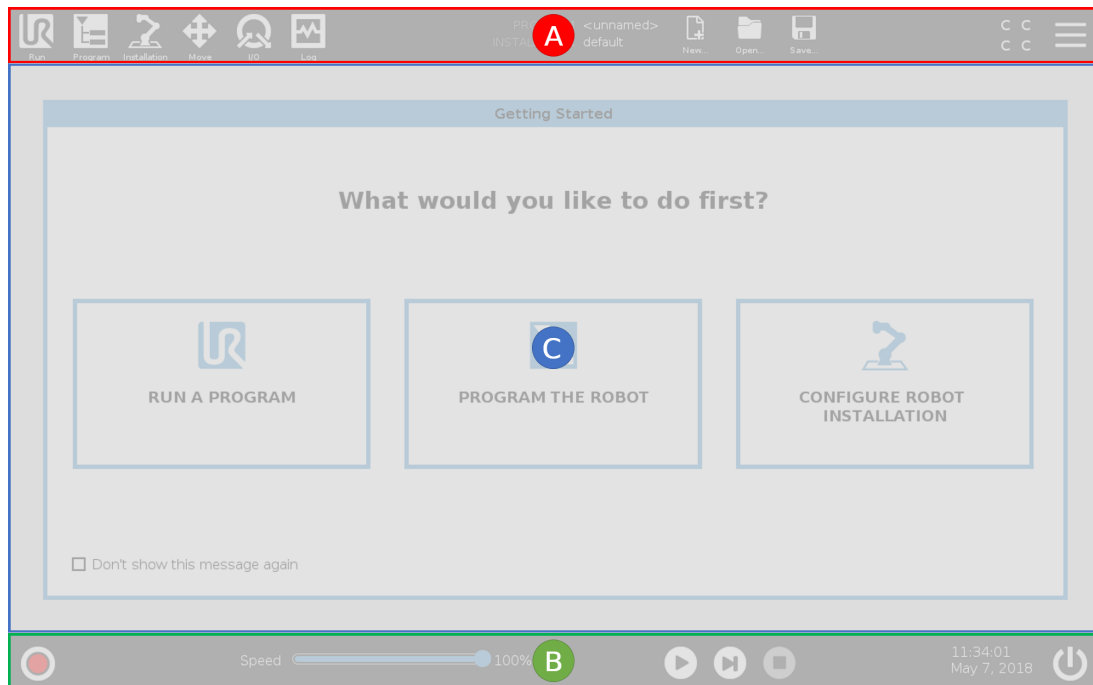 <unnamed>
default
A
C C
C C
Run
Program
Installation
Move
I/O
Log
New...
Open...
Save...
Getting Started
What would you like to do first?
C
RUN A PROGRAM
PROGRAM THE ROBOT
CONFIGURE ROBOT
INSTALLATION
Don't show this message again
Speed
100%
B
11:34:01
May 7, 2018